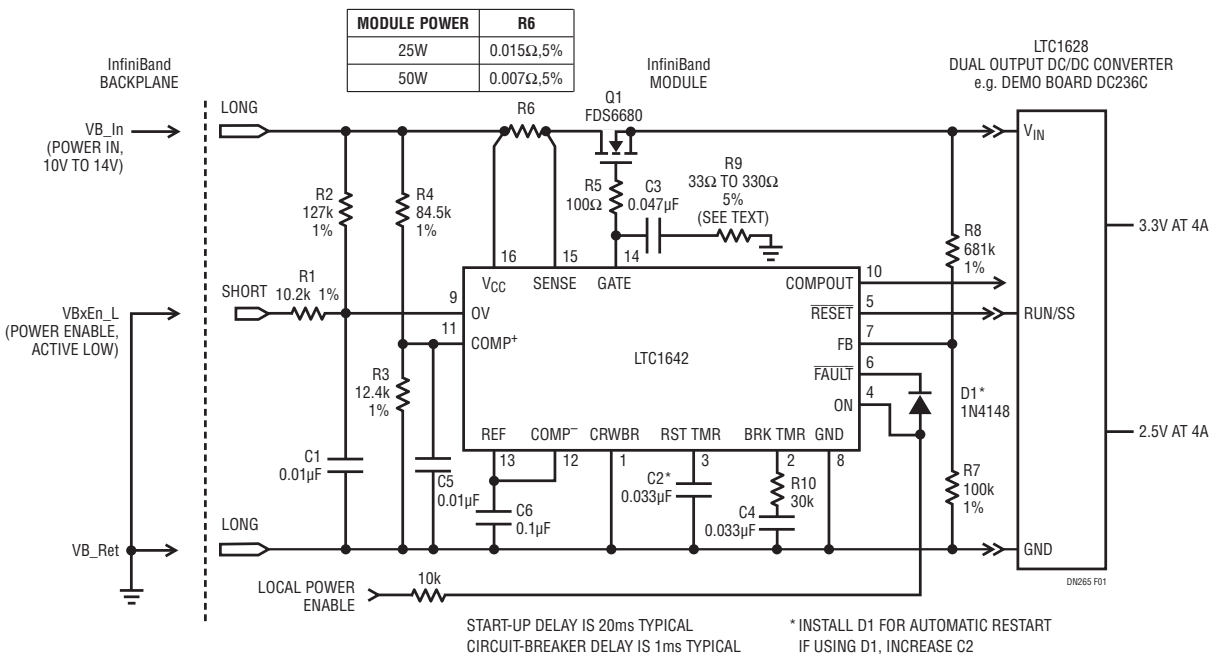 MODULE POWER R6
25W 0.015Ω,5%
50W 0.007Ω,5%
InfiniBand
BACKPLANE
InfiniBand
MODULE
LTC1628
DUAL OUTPUT DC/DC CONVERTER
e.g. DEMO BOARD DC236C
LONG
R6
Q1
FDS6680
VB_In
(POWER IN,
10V TO 14V)
VIN
R2
127k
1%
R4
84.5k
1%
R5
100Ω
C3
0.047µF
R9
33Ω TO 330Ω
5%
(SEE TEXT)
R8
681k
1%
3.3V AT 4A
16
15
14
VCC
SENSE
GATE
COMPOUT
10
R1
10.2k 1%
SHORT
VBxEn_L
(POWER ENABLE,
ACTIVE LOW)
9
OV
RESET
5
RUN/SS
11
COMP+
FB
7
LTC1642
FAULT
6
ON
4
D1*
1N4148
R3
12.4k
1%
2.5V AT 4A
REF
COMP–
CRWBR
RST TMR
BRK TMR
GND
13
12
1
3
2
8
C1
0.01µF
C5
0.01µF
C6
0.1µF
C2*
0.033µF
R10
30k
C4
0.033µF
R7
100k
1%
LONG
VB_Ret
GND
DN265 F01
LOCAL POWER
ENABLE
10k
START-UP DELAY IS 20ms TYPICAL
CIRCUIT-BREAKER DELAY IS 1ms TYPICAL
* INSTALL D1 FOR AUTOMATIC RESTART
IF USING D1, INCREASE C2